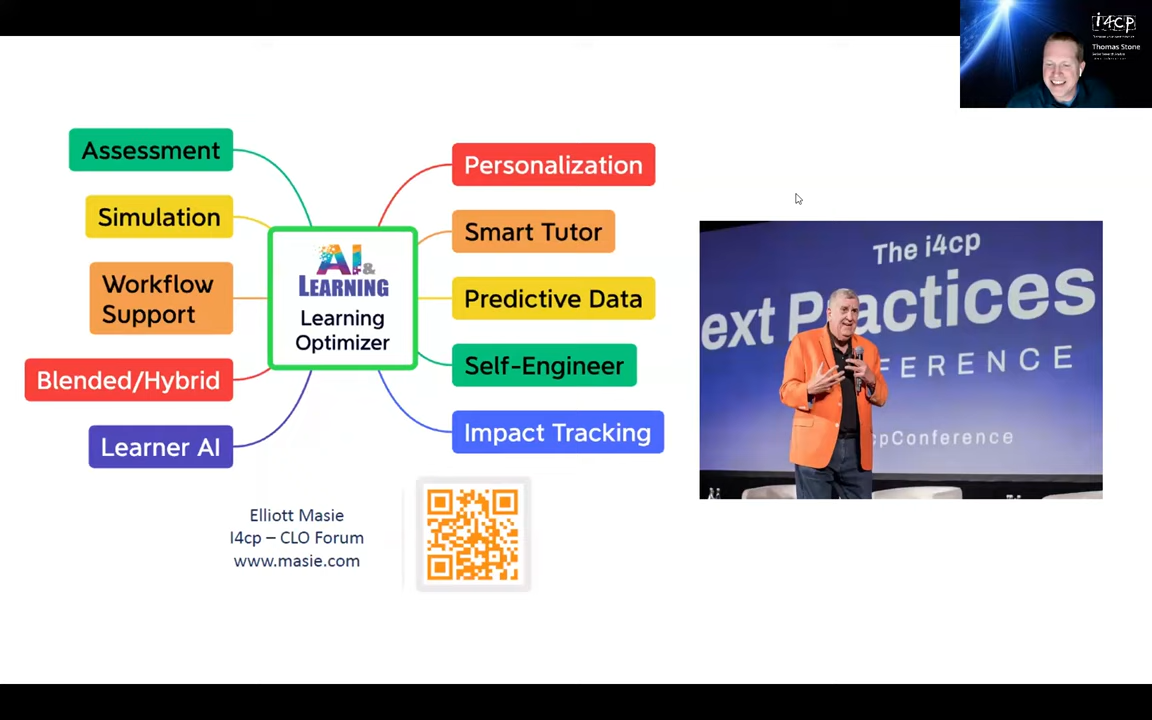 i4cp
Thomas Stone
Assessment
Simulation
Workflow
Support
Blended/Hybrid
Learner AI
AI &
LEARNING
Learning
Optimizer
Personalization
Smart Tutor
Predictive Data
Self-Engineer
Impact Tracking
The i4cp
ext Practices
FERENCE
cpConference
Elliott Masie
I4cp – CLO Forum
www.masie.com